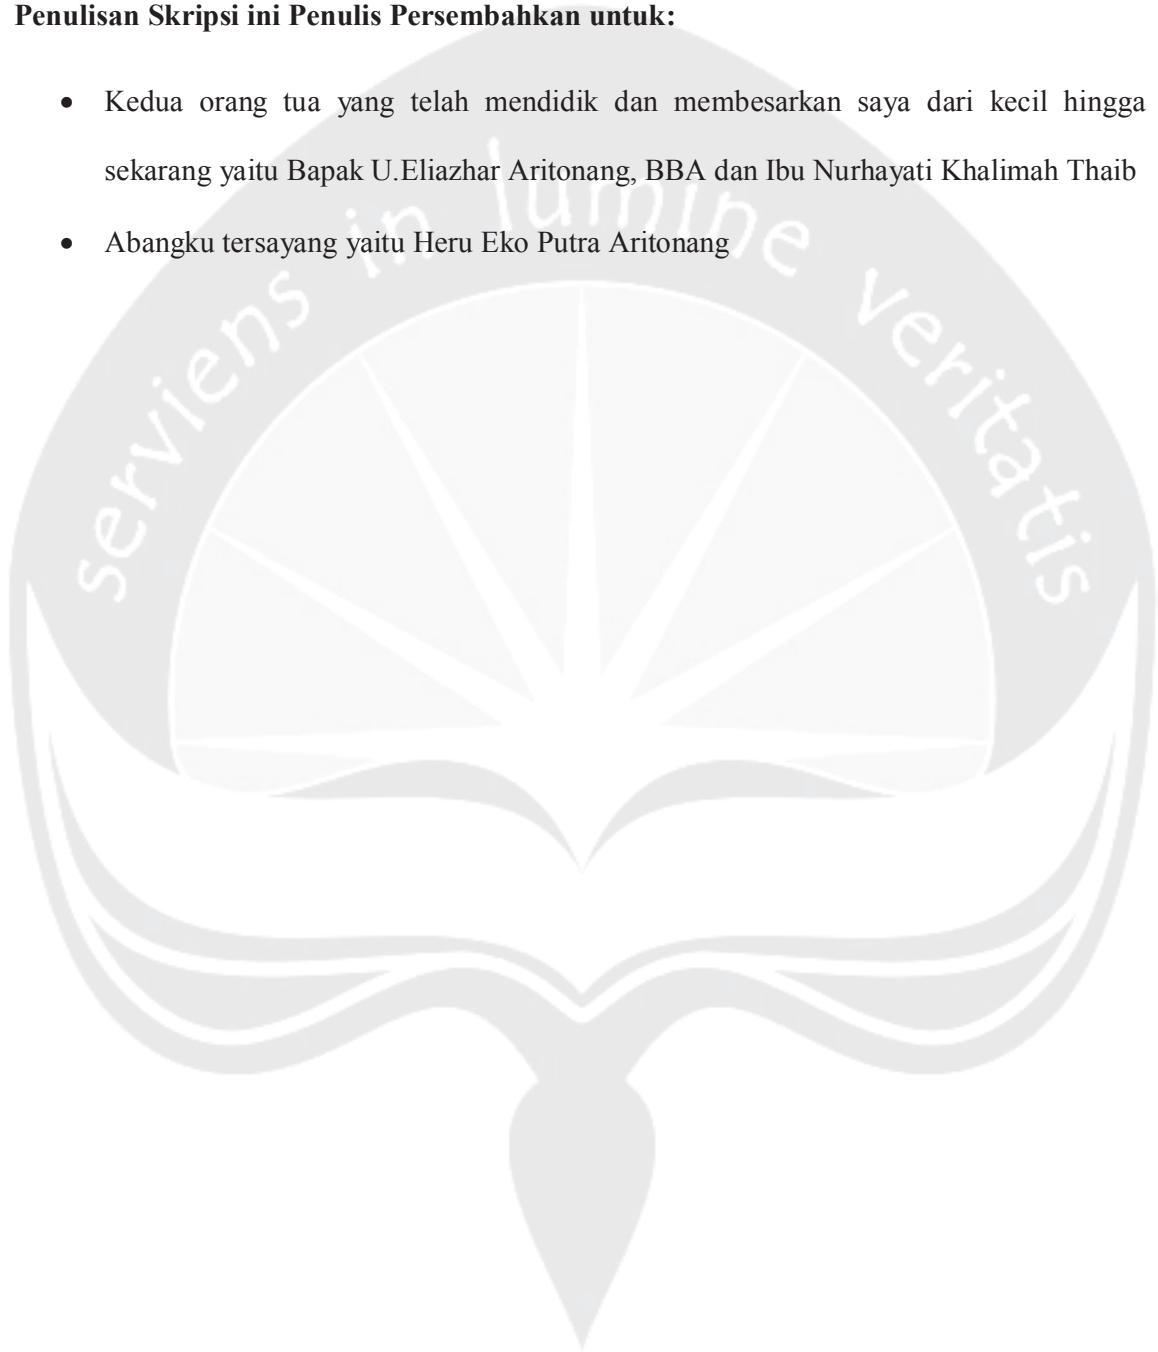 Penulisan Skripsi ini Penulis Persembahkan untuk:
• Kedua orang tua yang telah mendidik dan membesarkan saya dari kecil hingga
sekarang yaitu Bapak U.Eliazhar Aritonang, BBA dan Ibu Nurhayati Khalimah Thaib
• Abangku tersayang yaitu Heru Eko Putra Aritonang
serviens in lumine veritatis